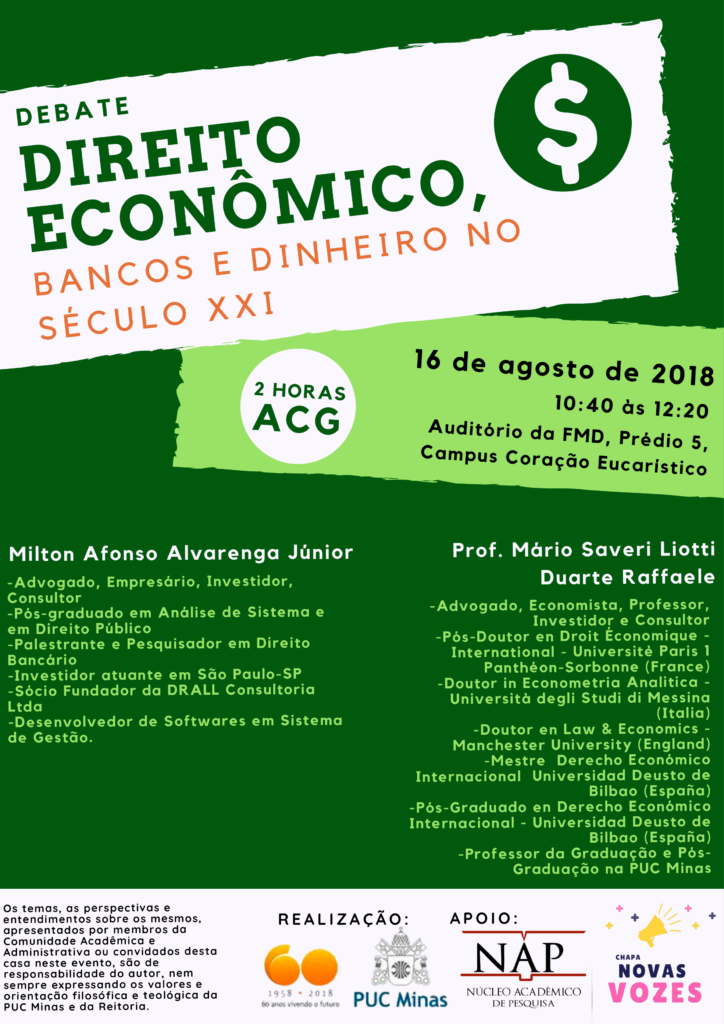 DEBATE
DIREITO
ECONÔMICO,
BANCOS E DINHEIRO NO
SÉCULO XXI
$
2 HORAS
ACG
16 de agosto de 2018
10:40 às 12:20
Auditório da FMD, Prédio 5,
Campus Coração Eucarístico
Milton Afonso Alvarenga Júnior
-Advogado, Empresário, Investidor,
Consultor
-Pós-graduado em Análise de Sistema e
em Direito Público
-Palestrante e Pesquisador em Direito
Bancário
-Investidor atuante em São Paulo-SP
-Sócio Fundador da DRALL Consultoria
Ltda
-Desenvolvedor de Softwares em Sistema
de Gestão.
Prof. Mário Saveri Liotti
Duarte Raffaele
-Advogado, Economista, Professor,
Investidor e Consultor
-Pós-Doutor en Droit Économique -
International - Université Paris 1
Panthéon-Sorbonne (France)
-Doutor in Econometria Analitica -
Università degli Studi di Messina
(Italia)
-Doutor en Law & Economics -
Manchester University (England)
-Mestre Derecho Económico
Internacional Universidad Deusto de
Bilbao (España)
-Pós-Graduado en Derecho Económico
Internacional - Universidad Deusto de
Bilbao (España)
-Professor da Graduação e Pós-
Graduação na PUC Minas
Os temas, as perspectivas e
entendimentos sobre os mesmos,
apresentados por membros da
Comunidade Acadêmica e
Administrativa ou convidados desta
casa neste evento, são de
responsabilidade do autor, nem
sempre expressando os valores e
orientação filosófica e teológica da
PUC Minas e da Reitoria.
REALIZAÇÃO:
60
1958 • 2018
60 anos vivendo o futuro
PUC Minas
APOIO:
NAP
NÚCLEO ACADÊMICO
DE PESQUISA
CHAPA
NOVAS
VOZES